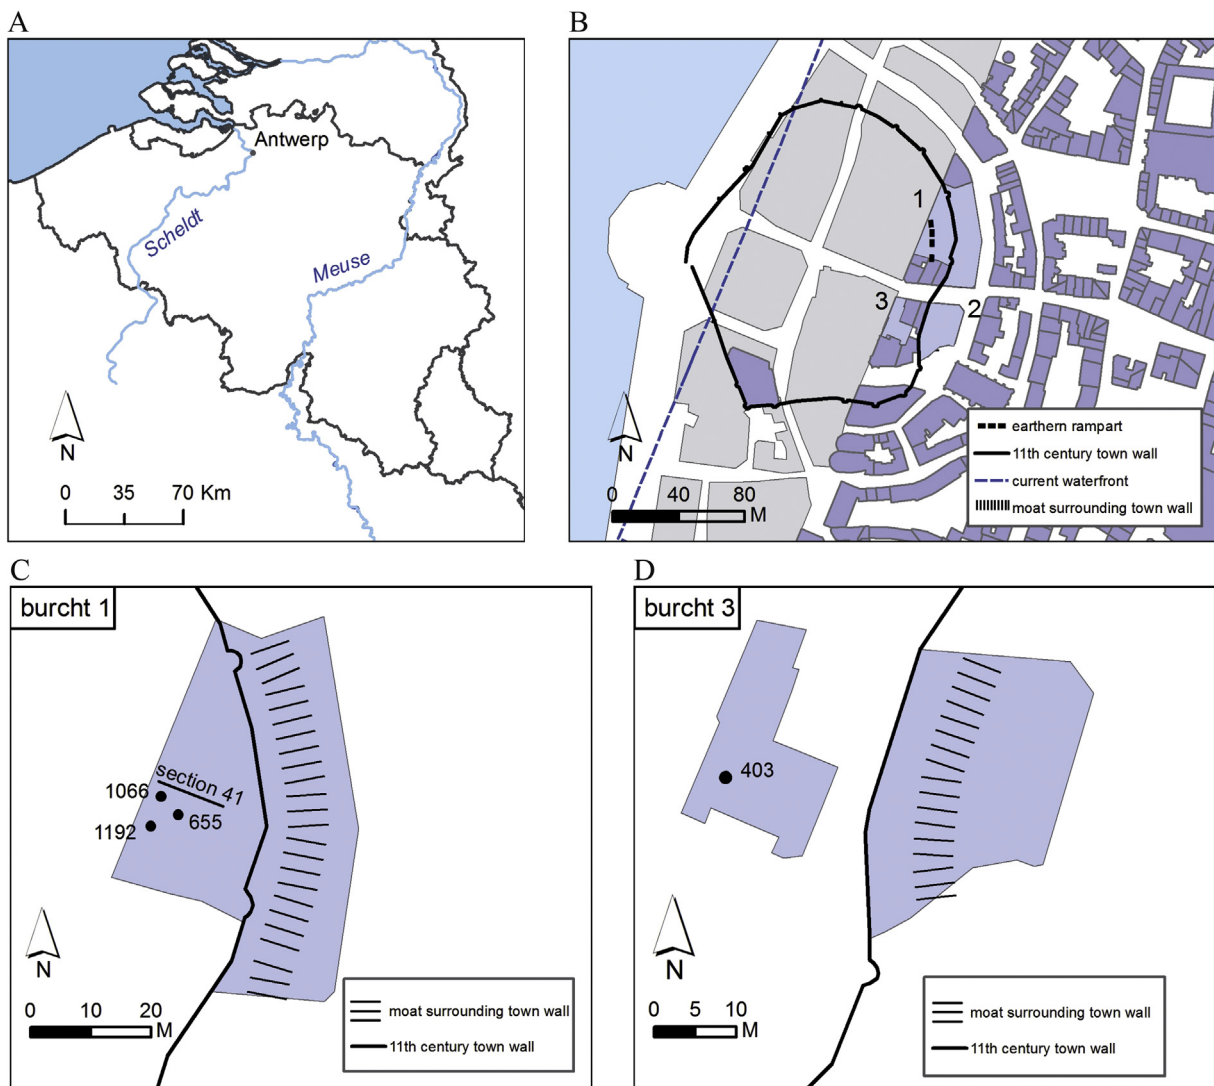 A
Antwerp
Scheldt
Meuse
N
0 35 70 Km
B
1
3 2
N
0 40 80
M
earthern rampart
11th century town wall
current waterfront
moat surrounding town wall
C
burcht 1
section 41
1066
655
1192
N
0 10 20
M
moat surrounding town wall
11th century town wall
D
burcht 3
403
N
0 5 10
M
moat surrounding town wall
11th century town wall